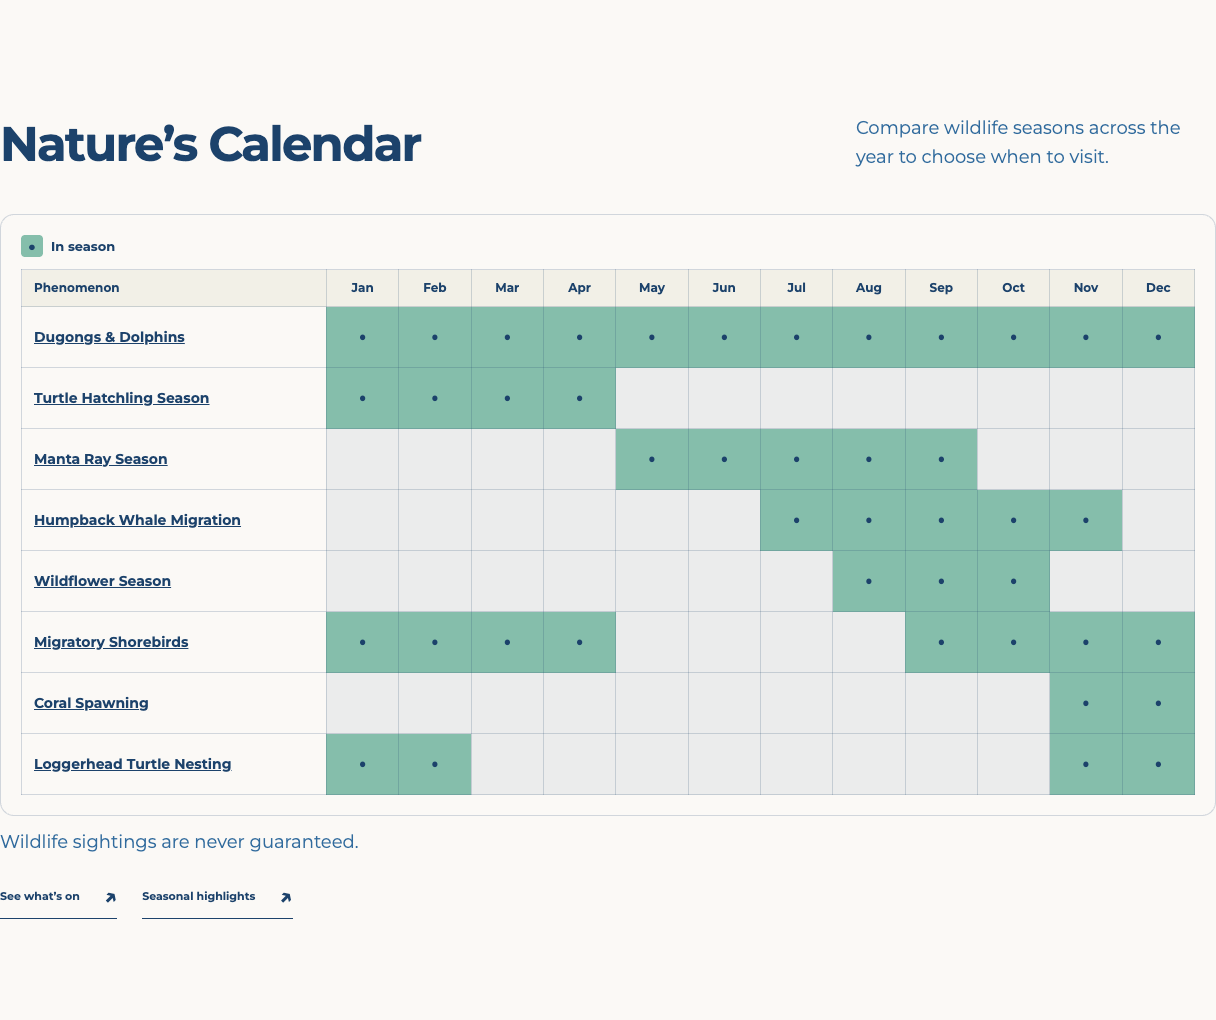 Nature’s Calendar
Compare wildlife seasons across the
year to choose when to visit.
• In season
Phenomenon Jan Feb Mar Apr May Jun Jul Aug Sep Oct Nov Dec
Dugongs & Dolphins • • • • • • • • • • • •
Turtle Hatchling Season • • • •
Manta Ray Season • • • • •
Humpback Whale Migration • • • • •
Wildflower Season • • •
Migratory Shorebirds • • • • • • • •
Coral Spawning • •
Loggerhead Turtle Nesting • • • •
Wildlife sightings are never guaranteed.
See what’s on
Seasonal highlights